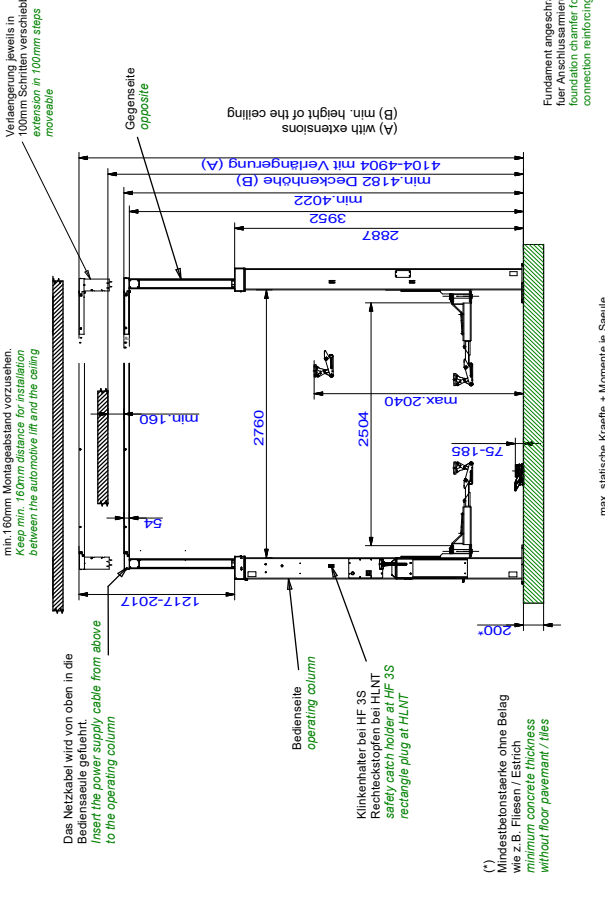 min.160mm Montageabstand vorzusehen.
Keep min. 160mm distance for installation
between the automotive lift and the ceiling
Verlaengerung jeweils in
100mm Schritten verschiebl
extension in 100mm steps
moveable
Gegenseite
opposite
(A) with extensions
(B) min. height of the ceiling
4104-4904 mit Verlängerung (A)
min.4182 Deckenhöhe (B)
min.4022
3952
2887
min.160
54
1217-2017
2760
2504
max.2040
75-185
200*
Das Netzkabel wird von oben in die
Bediensaeule gefuehrt.
Insert the power supply cable from above
to the operating column
Bedienseite
operating column
Klinkenhalter bei HF 3S
Rechteckstopfen bei HLNT
safety catch holder at HF 3S
rectangle plug at HLNT
(*)
Mindestbetonstaerke ohne Belag
wie z.B. Fliesen / Estrich
minimum concrete thickness
without floor pavement / tiles
Fundament angeschr
fuer Anschlussarmier
foundation chamfer fo
connection reinforcing
max. statische Kraefte + Momente je Saeule